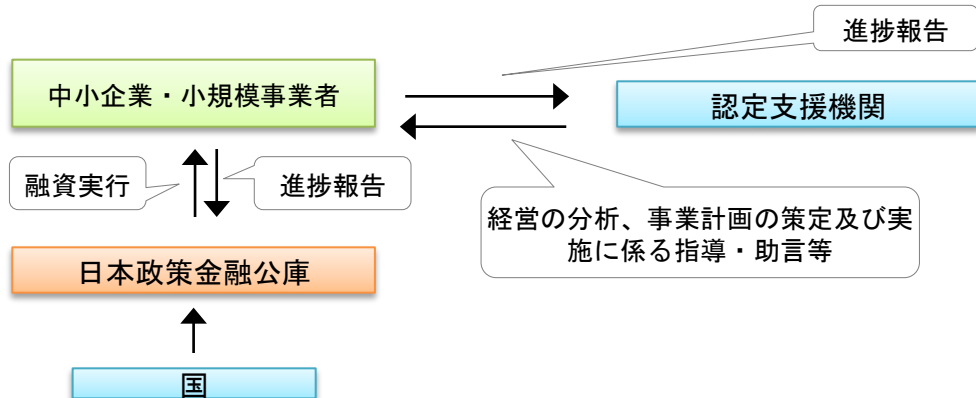 進捗報告
中小企業・小規模事業者
認定支援機関
融資実行
進捗報告
経営の分析、事業計画の策定及び実
施に係る指導・助言等
日本政策金融公庫
国